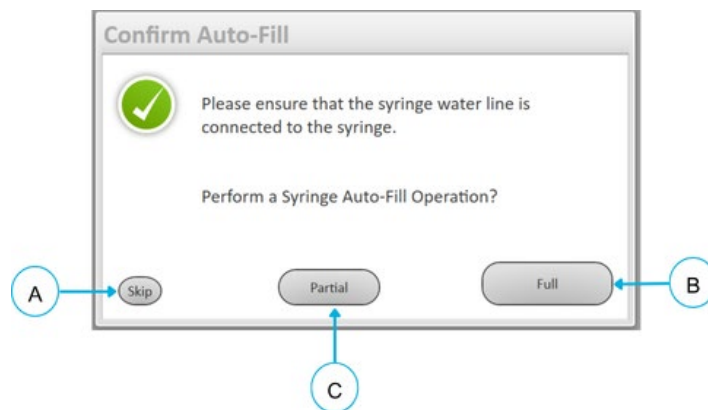 Confirm Auto-Fill
Please ensure that the syringe water line is
connected to the syringe.
Perform a Syringe Auto-Fill Operation?
A
Skip
Partial
Full
B
C